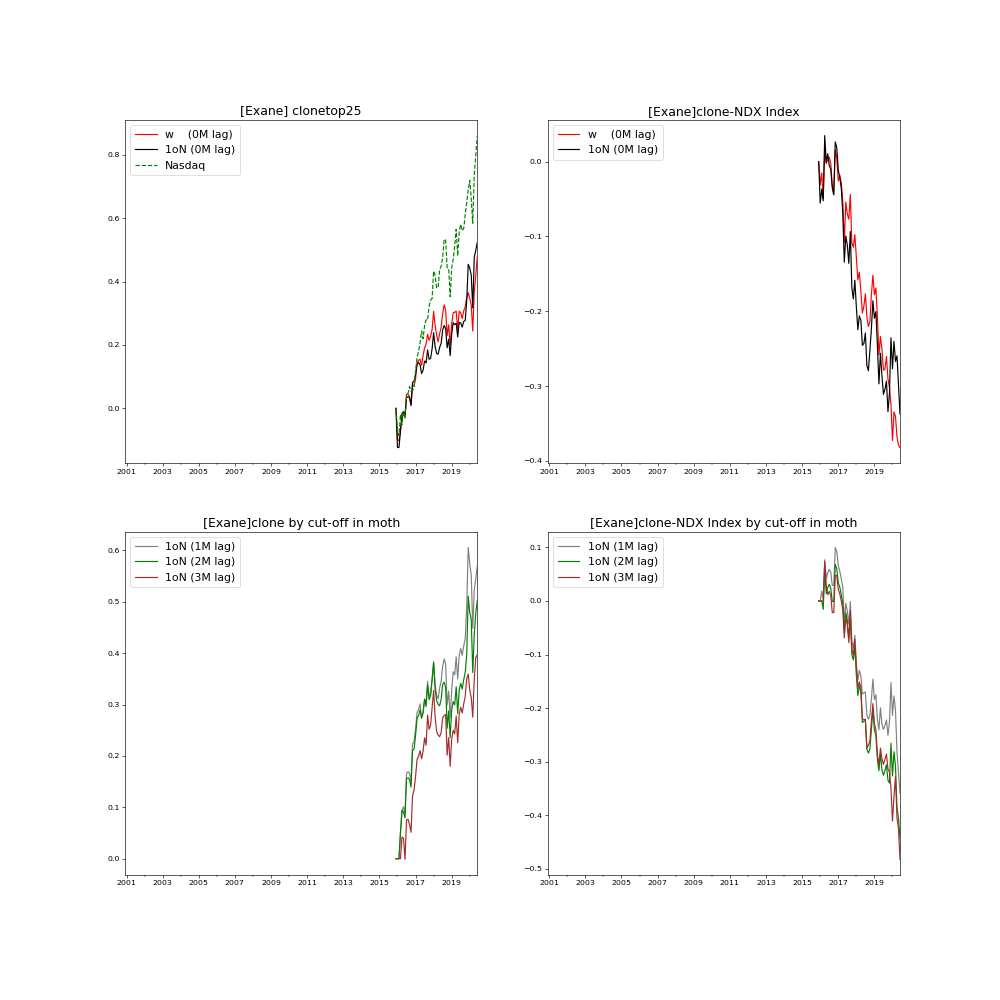 [Exane] clonetop25
w    (0M lag)
1oN (0M lag)
Nasdaq
0.8
0.6
0.4
0.2
0.0
2001 2003 2005 2007 2009 2011 2013 2015 2017 2019
[Exane]clone-NDX Index
w    (0M lag)
1oN (0M lag)
0.0
−0.1
−0.2
−0.3
−0.4
2001 2003 2005 2007 2009 2011 2013 2015 2017 2019
[Exane]clone by cut-off in moth
1oN (1M lag)
1oN (2M lag)
1oN (3M lag)
0.6
0.5
0.4
0.3
0.2
0.1
0.0
2001 2003 2005 2007 2009 2011 2013 2015 2017 2019
[Exane]clone-NDX Index by cut-off in moth
1oN (1M lag)
1oN (2M lag)
1oN (3M lag)
0.1
0.0
−0.1
−0.2
−0.3
−0.4
−0.5
2001 2003 2005 2007 2009 2011 2013 2015 2017 2019